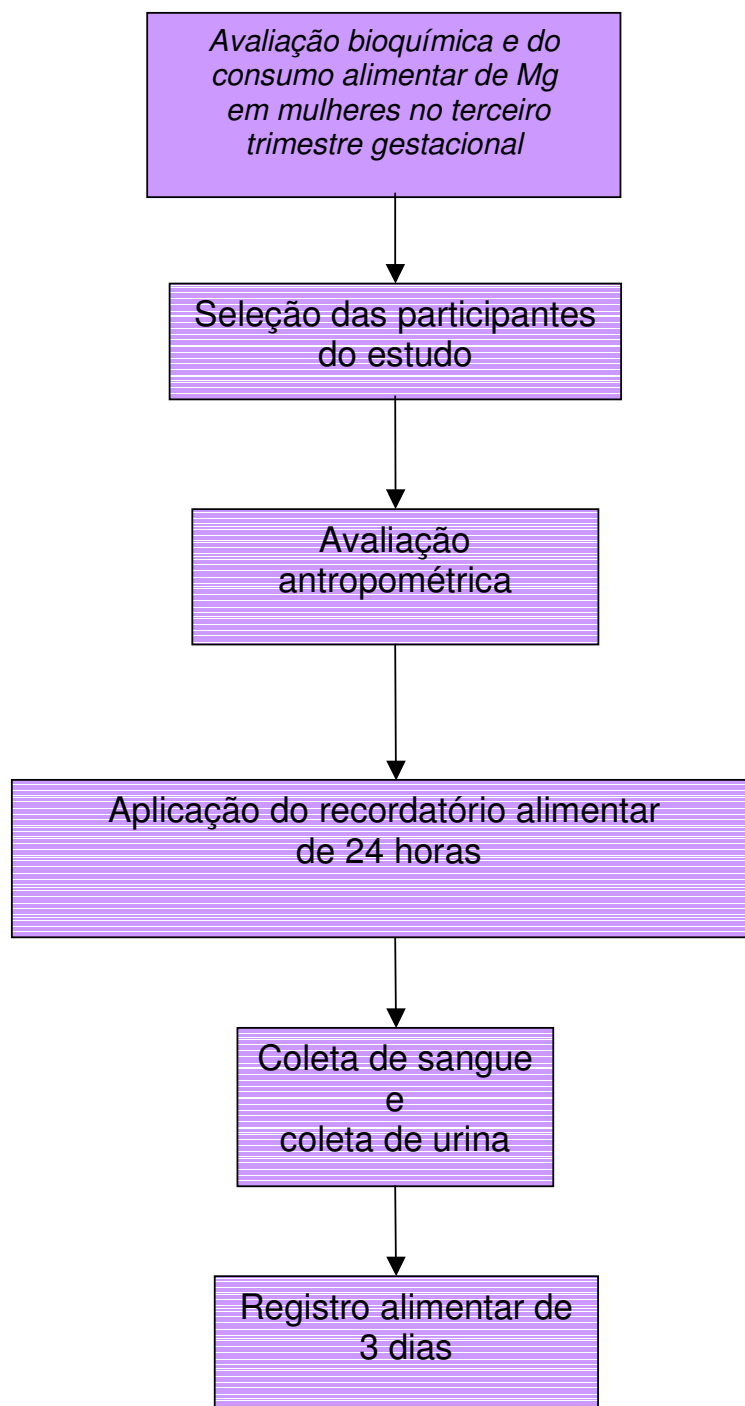 Avaliação bioquímica e do
consumo alimentar de Mg
em mulheres no terceiro
trimestre gestacional
Seleção das participantes
do estudo
Avaliação
antropométrica
Aplicação do recordatório alimentar
de 24 horas
Coleta de sangue
e
coleta de urina
Registro alimentar de
3 dias